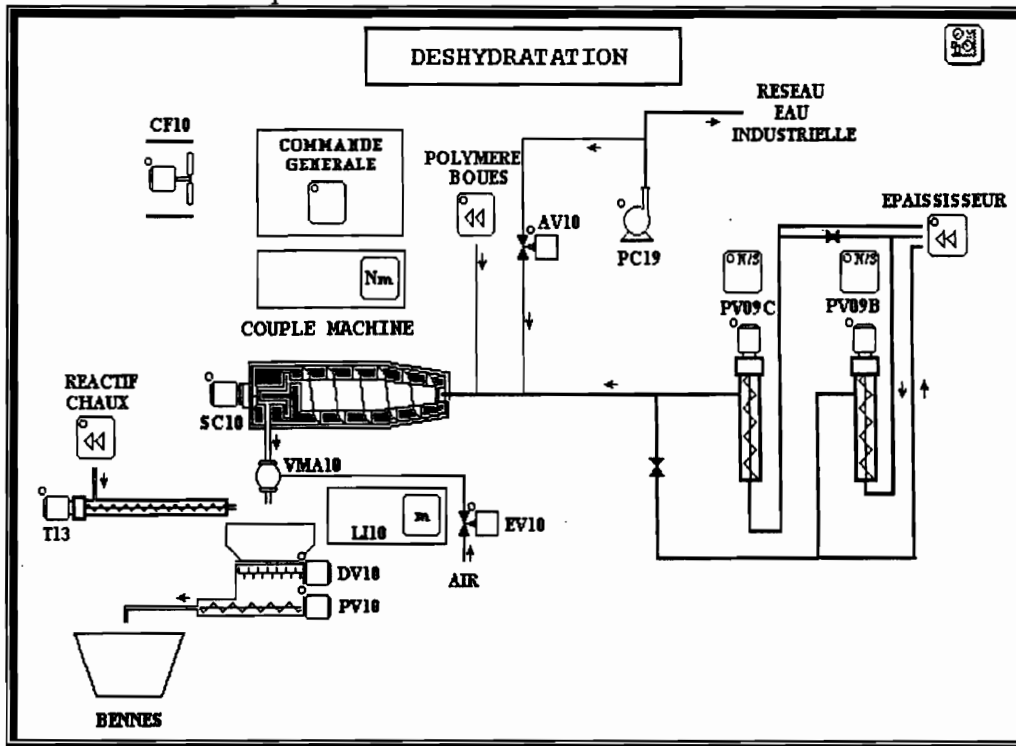 DESHYDRATATION
RESEAU
EAU
INDUSTRIELLE
CF10
COMMANDE
GENERALE
POLYMERE
BOUES
EPAISSISSEUR
AV10
PC19
N/S
N/S
PV09C
PV09B
Nm
COUPLE MACHINE
REACTIF
CHAUX
SC10
VMA10
m
LI10
EV10
T13
AIR
DV10
PV10
BENNES